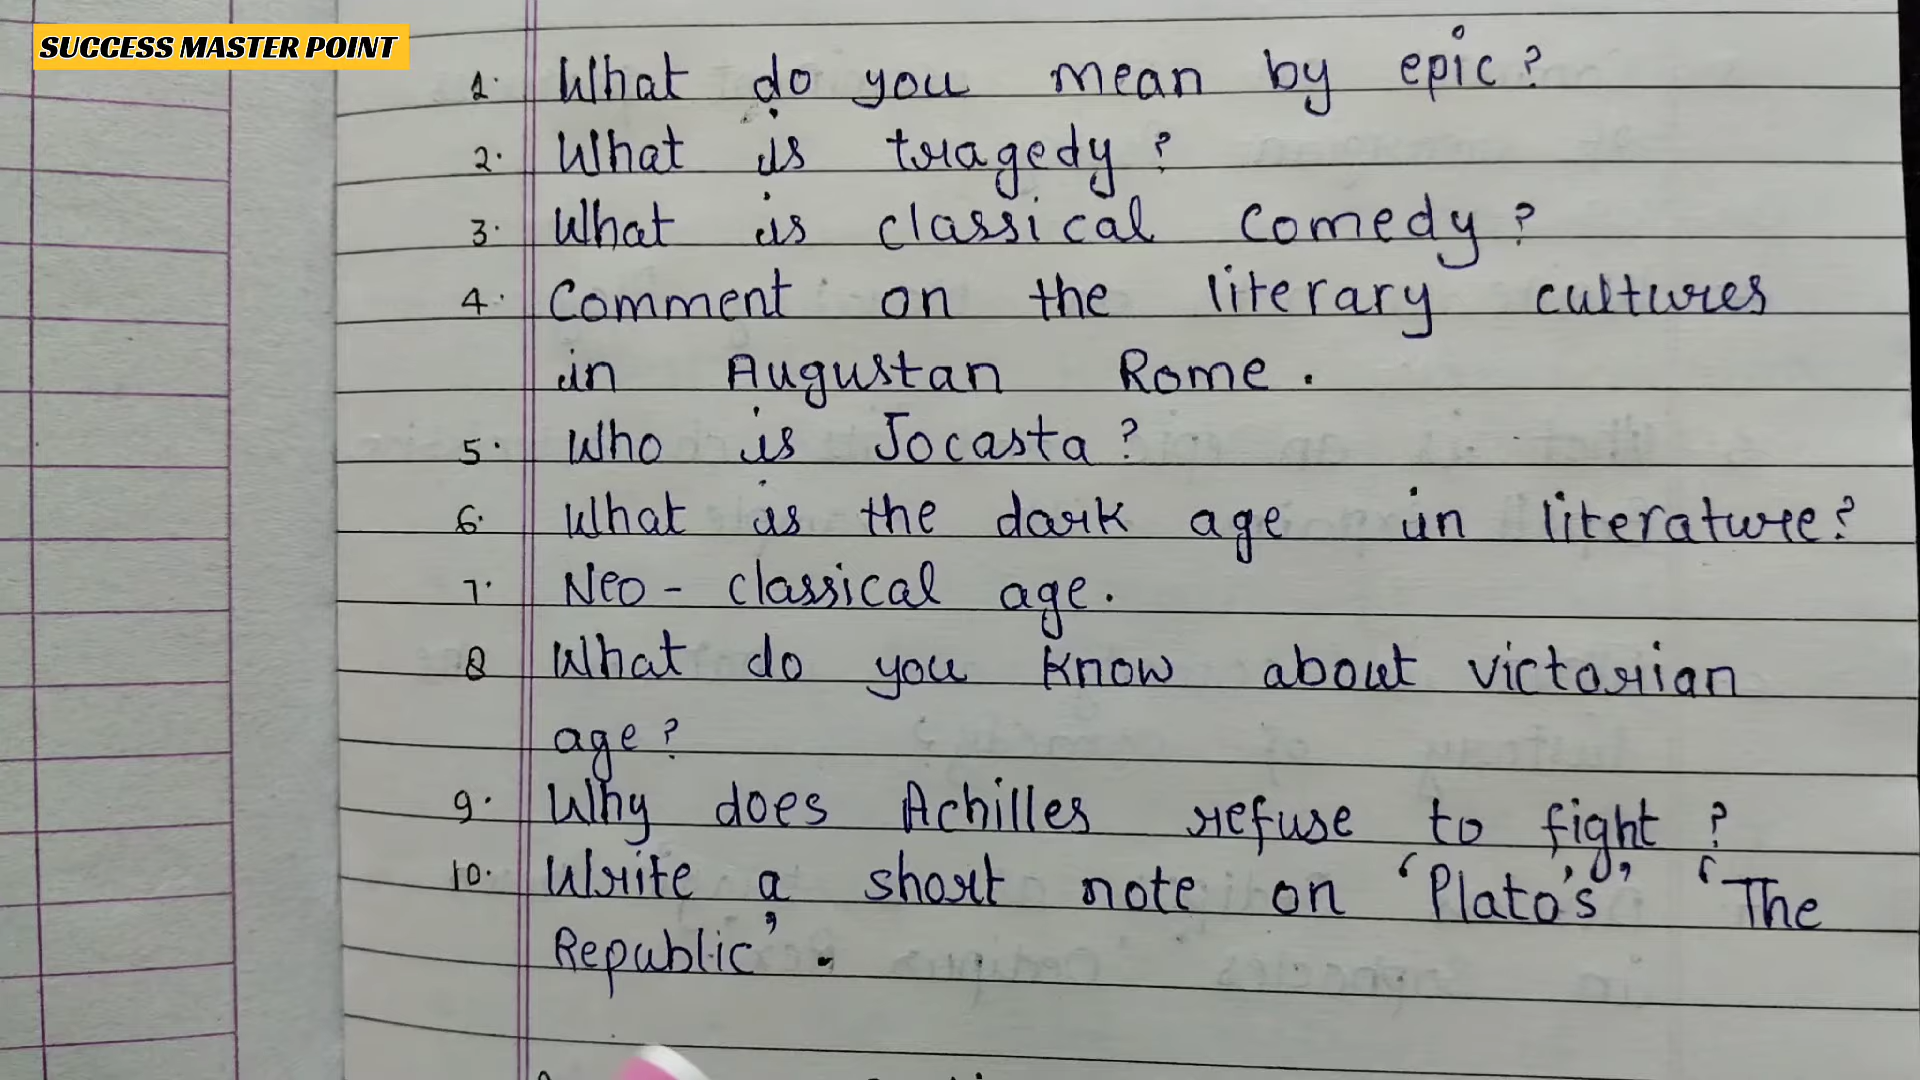 SUCCESS MASTER POINT
1. What do you mean by epic?
2. What is tragedy?
3. What is classical comedy?
4. Comment on the literary cultures
in Augustan Rome.
5. Who is Jocasta?
6. What is the dark age in literature?
7. Neo-classical age.
8 What do you know about victorian
age?
9. Why does Achilles refuse to fight?
10. Write a short note on 'Plato's' 'The
Republic'.